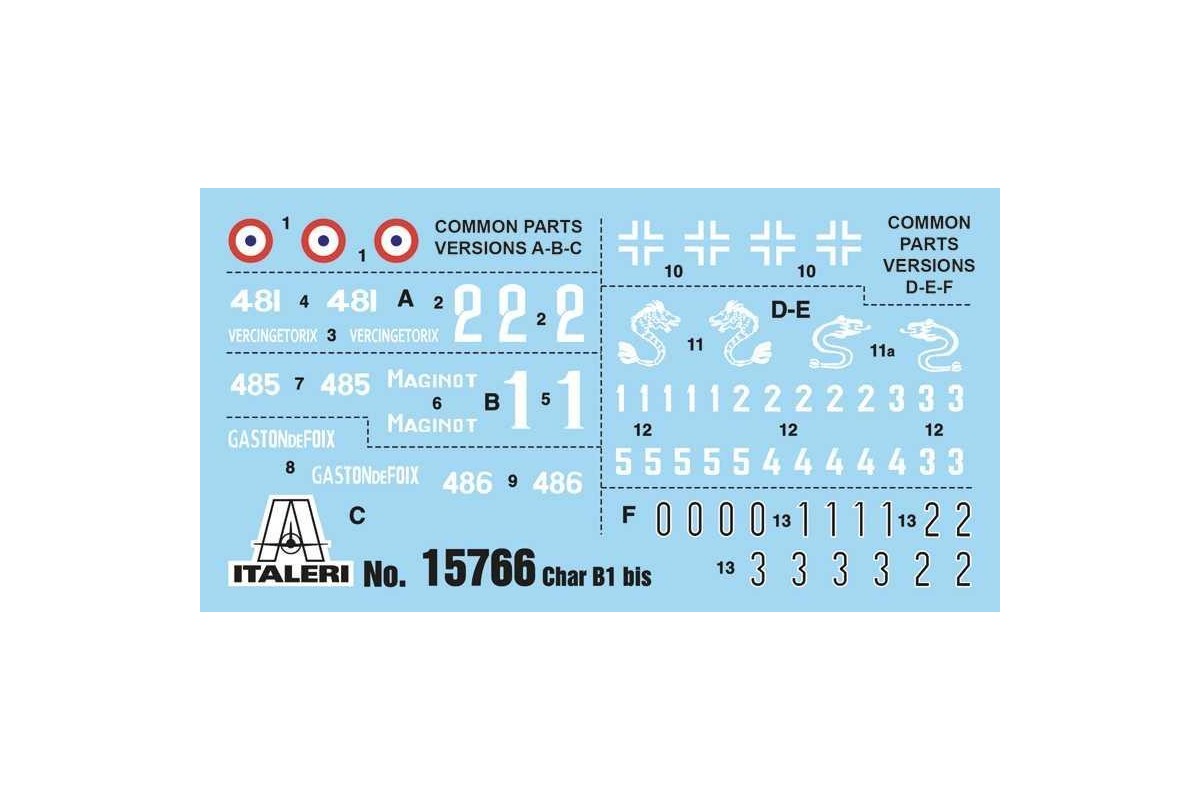 1
1
COMMON PARTS
VERSIONS A-B-C
481 4 481 A 2 2 2 2 2
VERCINGETORIX 3 VERCINGETORIX
485 7 485
MAGINOT
6
MAGINOT
B 1 5 1
GASTONDEFOIX
8 GASTONDEFOIX 486 9 486
C
ITALERI No. 15766 Char B1 bis
10 10
COMMON
PARTS
VERSIONS
D-E-F
D-E
11 11a
1 1 1 1 1 2 2 2 2 2 3 3 3
12 12 12
5 5 5 5 5 4 4 4 4 4 3 3
F 0 0 0 0 13 1 1 1 1 13 2 2
13 3 3 3 3 2 2